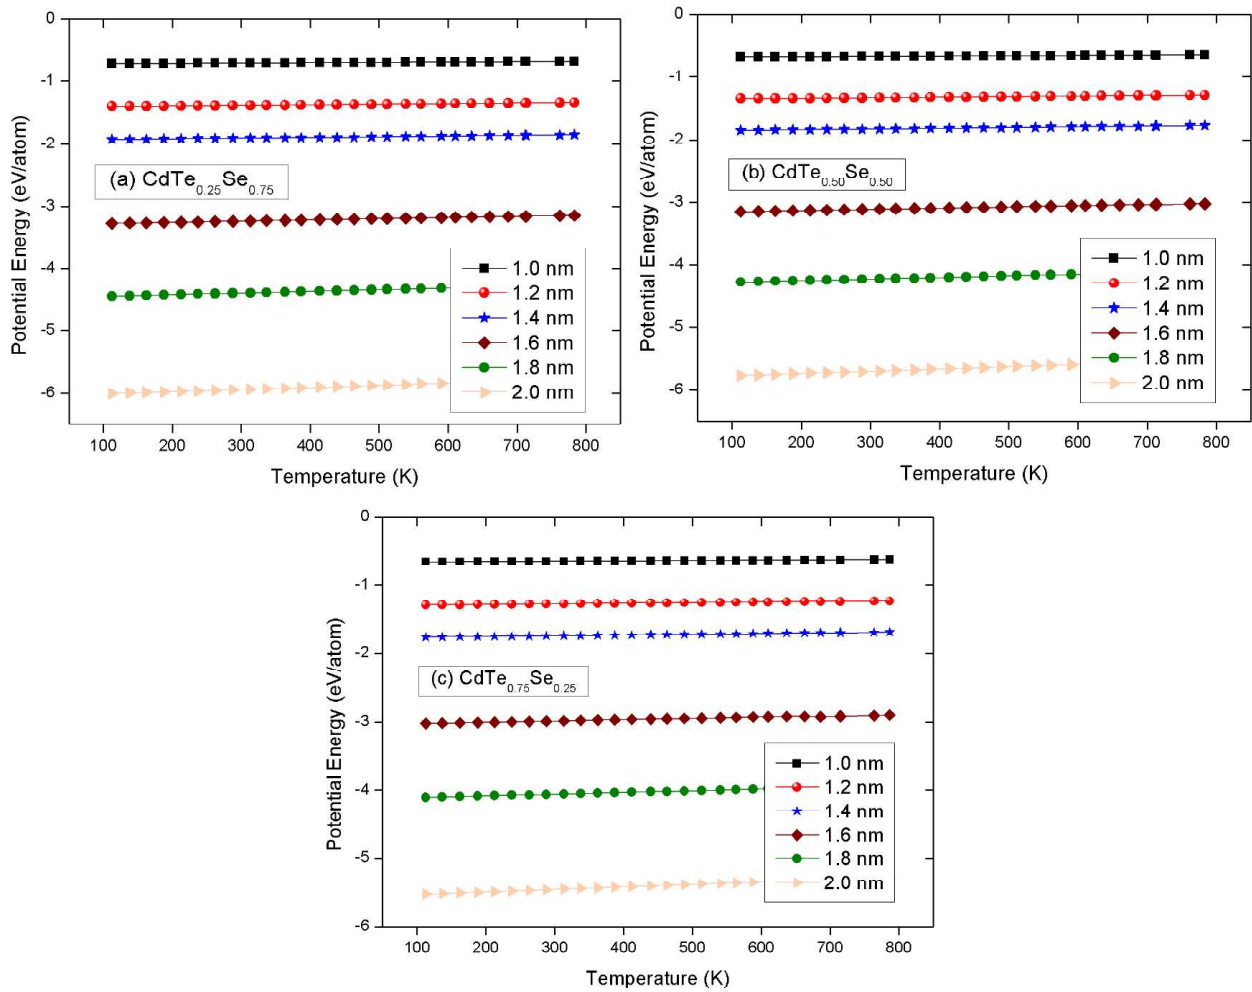 0
-1
-2
-3
-4
-5
-6
Potential Energy (eV/atom)
(a) CdTe0.25Se0.75
1.0 nm
1.2 nm
1.4 nm
1.6 nm
1.8 nm
2.0 nm
100 200 300 400 500 600 700 800
Temperature (K)
0
-1
-2
-3
-4
-5
-6
Potential Energy (eV/atom)
(b) CdTe0.50Se0.50
1.0 nm
1.2 nm
1.4 nm
1.6 nm
1.8 nm
2.0 nm
100 200 300 400 500 600 700 800
Temperature (K)
0
-1
-2
-3
-4
-5
-6
Potential Energy (eV/atom)
(c) CdTe0.75Se0.25
1.0 nm
1.2 nm
1.4 nm
1.6 nm
1.8 nm
2.0 nm
100 200 300 400 500 600 700 800
Temperature (K)